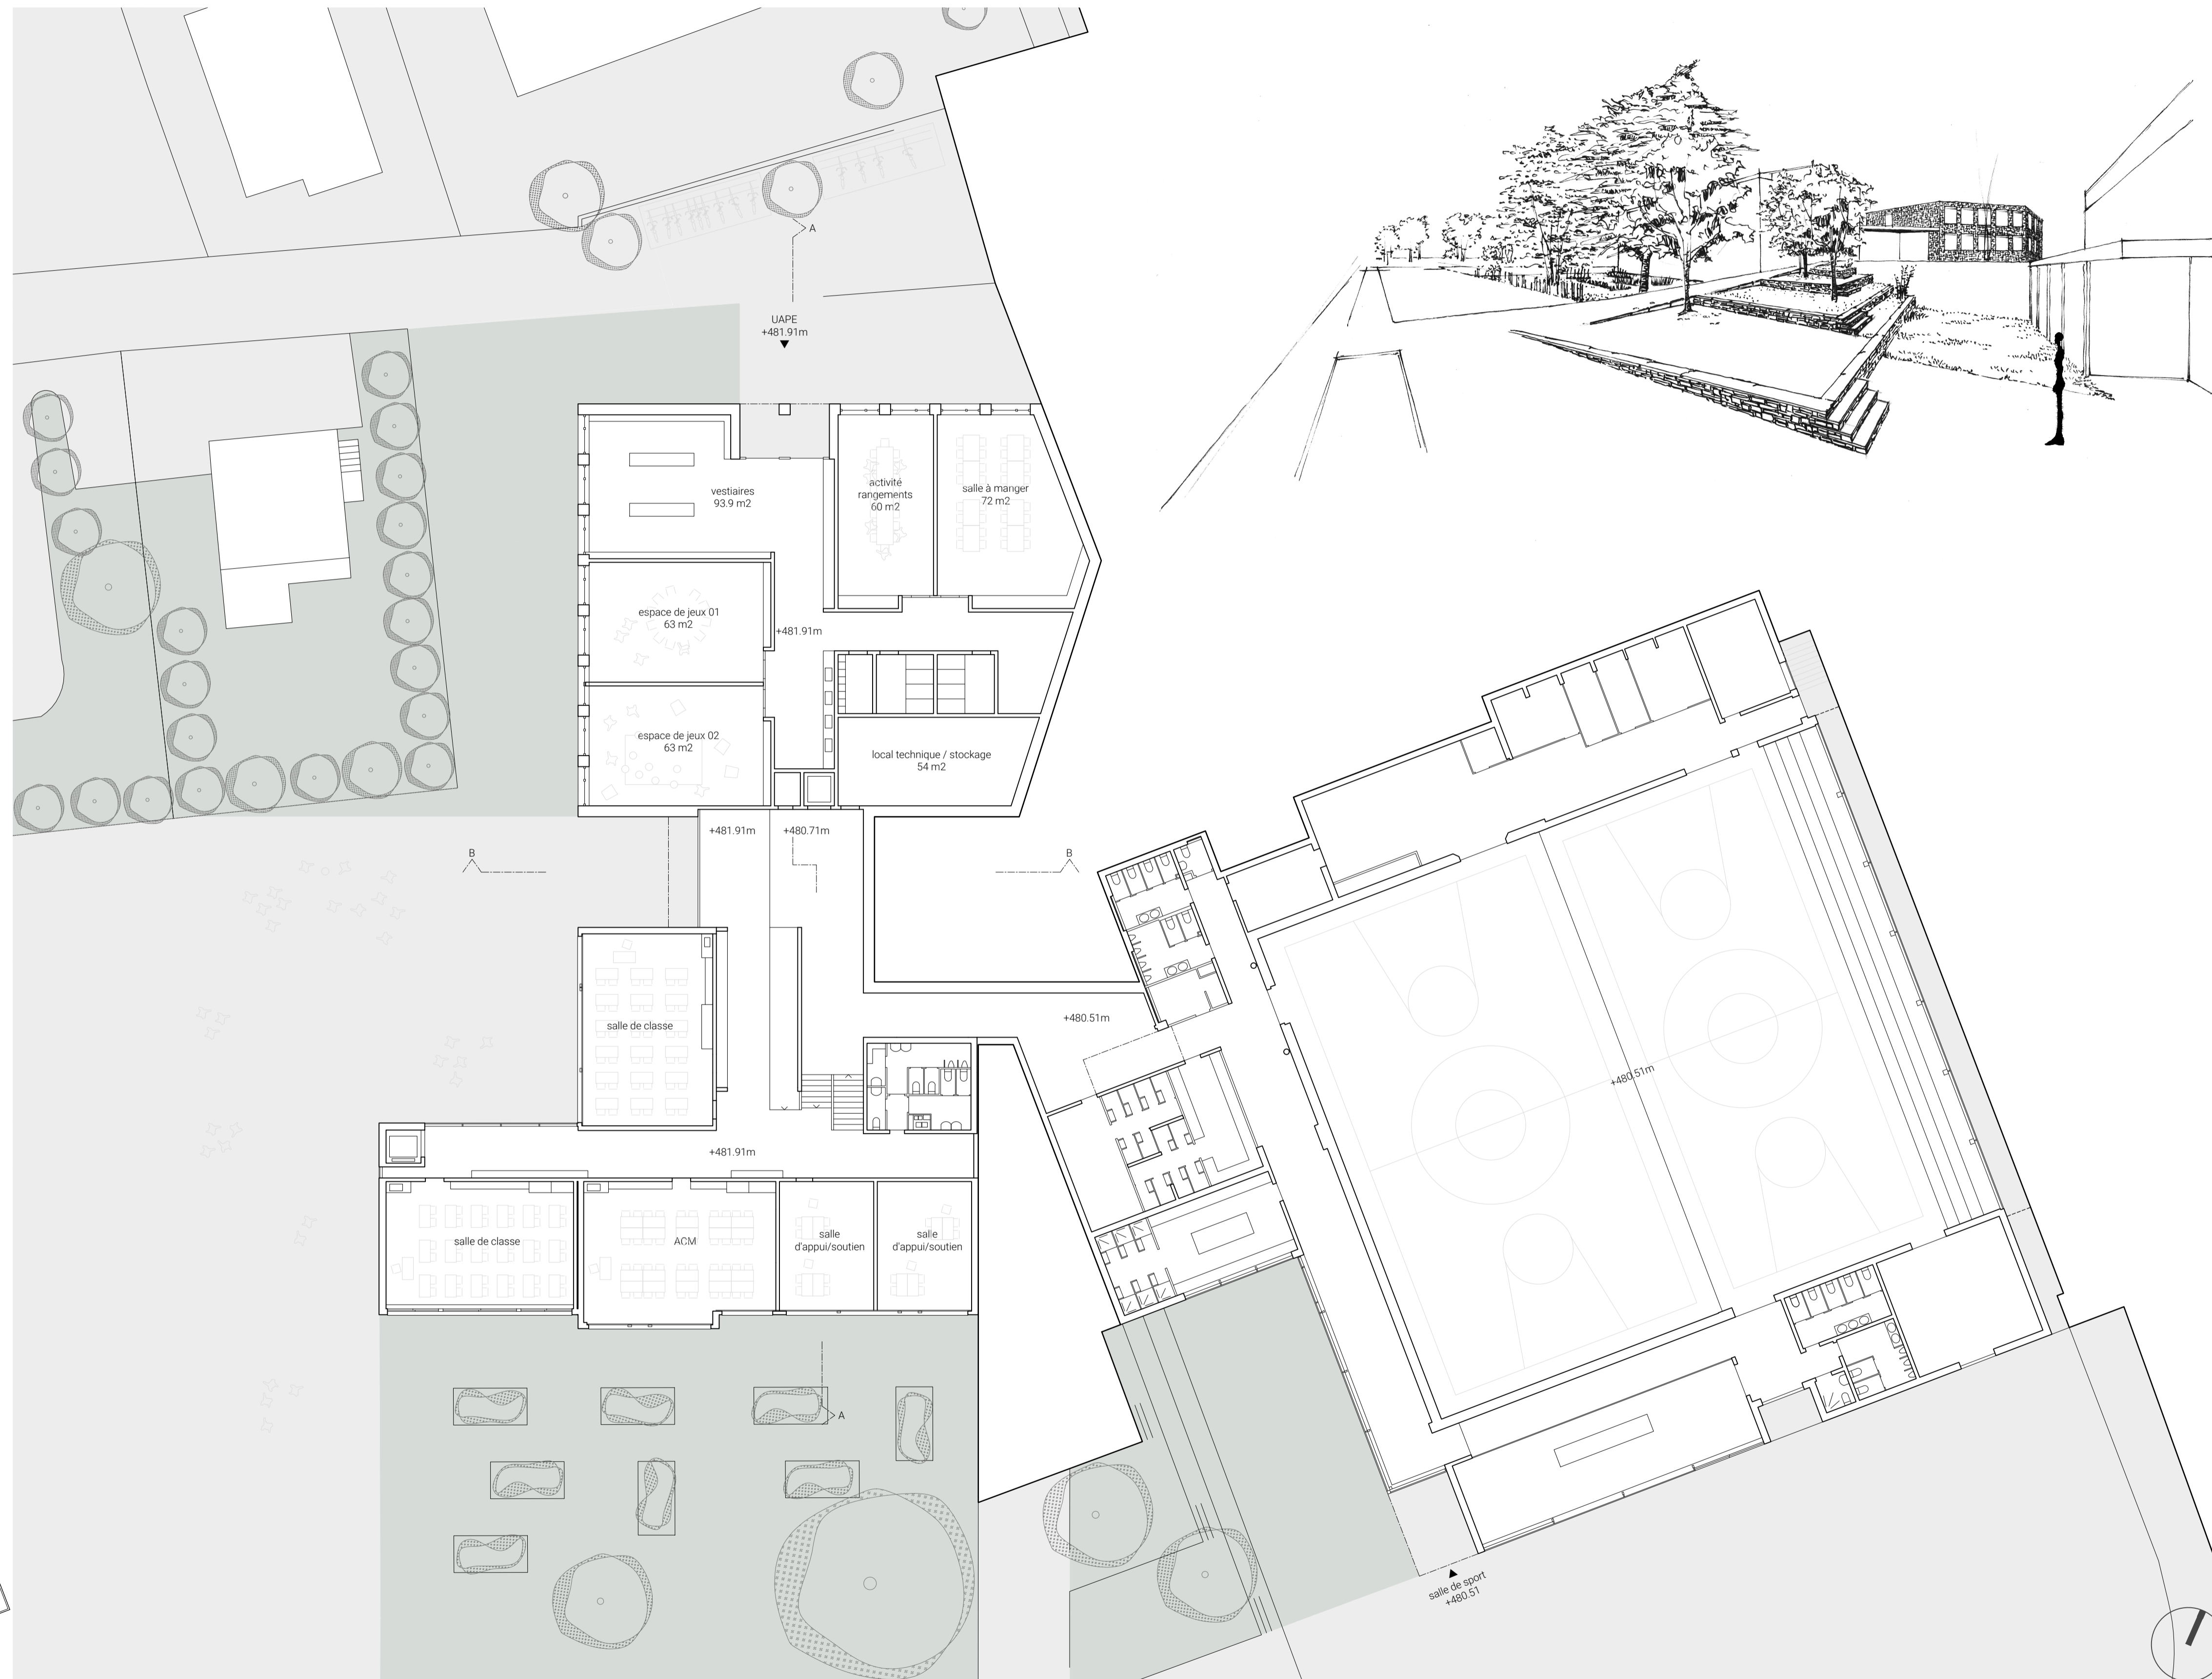 A
UAPE
+481.91m
vestiaires
93.9 m2
activité
rangements
60 m2
salle à manger
72 m2
espace de jeux 01
63 m2
+481.91m
espace de jeux 02
63 m2
local technique / stockage
54 m2
+481.91m
+480.71m
B
B
salle de classe
+480.51m
+480.51m
+481.91m
salle de classe
ACM
salle
d'appui/soutien
salle
d'appui/soutien
A
salle de sport
+480.51